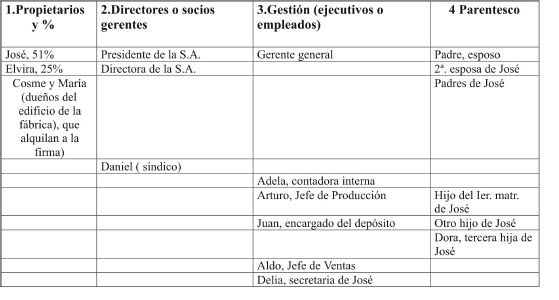 1.Propietarios y %
2.Directores o socios gerentes
3.Gestión (ejecutivos o empleados)
4 Parentesco
José, 51%
Presidente de la S.A.
Gerente general
Padre, esposo
Elvira, 25%
Directora de la S.A.
2ª. esposa de José
Cosme y María
(dueños del
edificio de la
fábrica), que
alquilan a la
firma)
Padres de José
Daniel ( síndico)
Adela, contadora interna
Arturo, Jefe de Producción
Hijo del Ier. matr.
de José
Juan, encargado del depósito
Otro hijo de José
Dora, tercera hija de
José
Aldo, Jefe de Ventas
Delia, secretaria de José